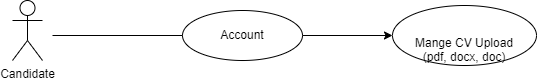 Account
Mange CV Upload
(pdf, docx, doc)
Candidate